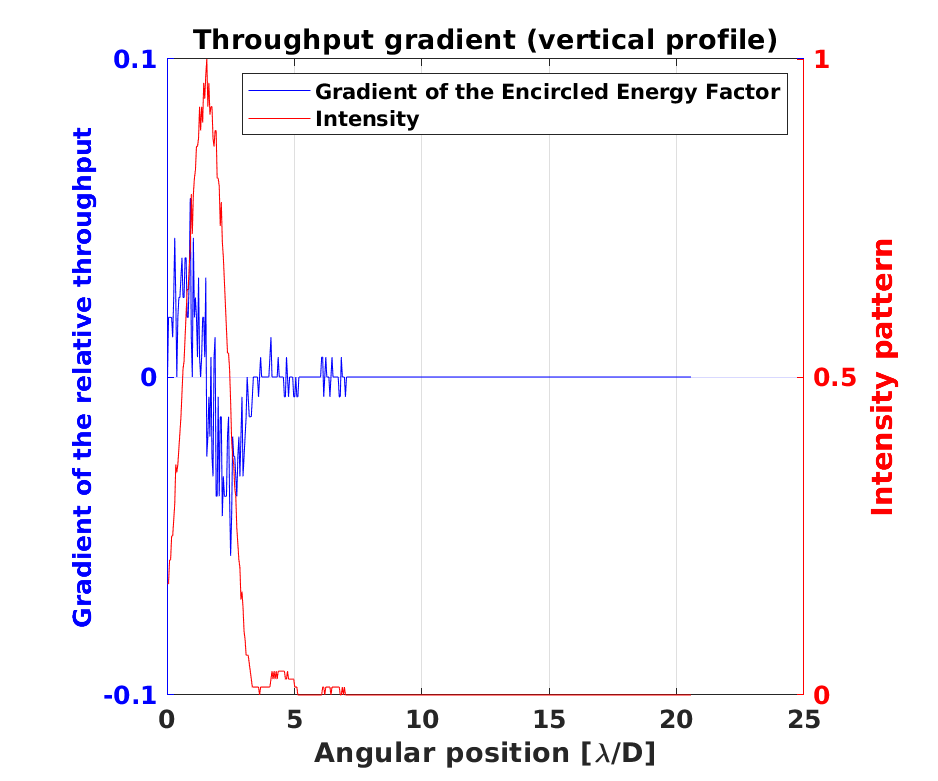 Throughput gradient (vertical profile)
Gradient of the Encircled Energy Factor
Intensity
Gradient of the relative throughput
0.1
0
-0.1
Intensity pattern
1
0.5
0
0 5 10 15 20 25
Angular position [λ/D]